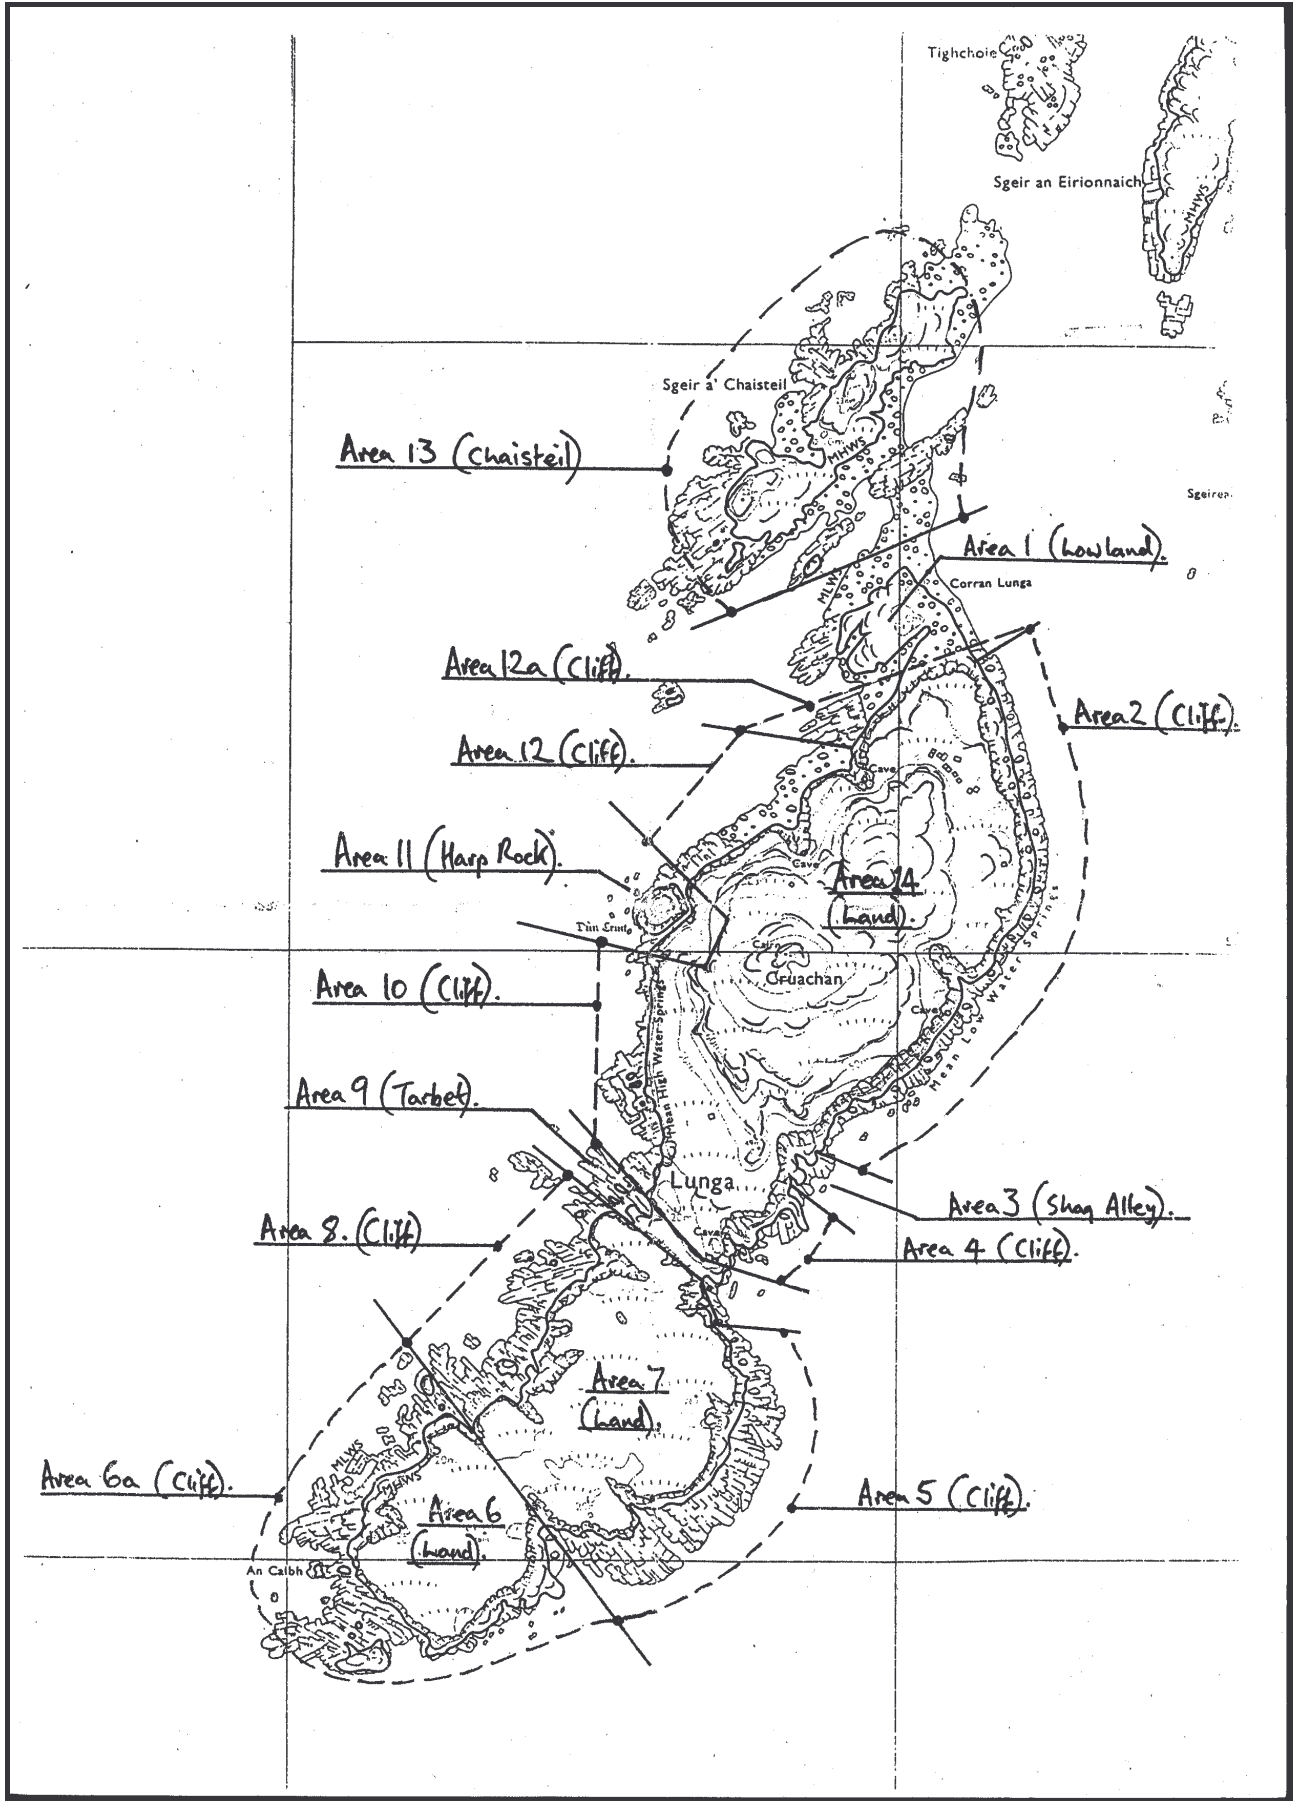 Tighchoie
Sgeir an Eirionnaich
MHWS
Sgeir a' Chaisteil
Area 13 (Chaisteil)
MHWS
Area 1 (Lowland).
MLWS
Corran Lunga
Area 12a (Cliff).
Area 2 (Cliff).
Area 12 (Cliff).
Cave
Area 11 (Harp Rock).
Cave
Area 14
(Land).
Cairn
Cruachan
Area 10 (Cliff).
Cave
Mean Low Water Springs
Mean High Water Springs
Area 9 (Tarbet).
Lunga
Area 3 (Shag Alley).
Area 8. (Cliff)
Cave
Area 4 (Cliff).
Area 7
(Land).
MLWS
MHWS
20m
Area 6a (Cliff).
Area 5 (Cliff).
Area 6
(Land).
An Calbh